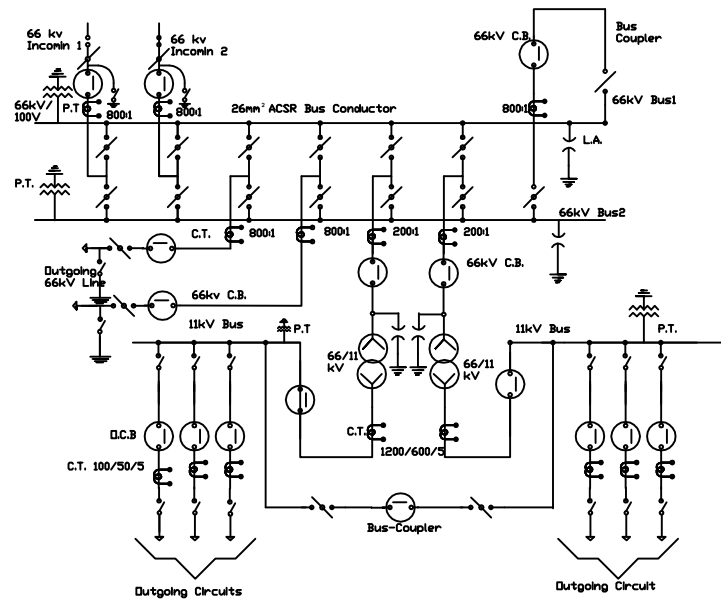 66 kv
Incomin 1
66 kv
Incomin 2
66kV C.B.
Bus
Coupler
66kV/
100V
P.T
800:1
800:1
26mm² ACSR Bus Conductor
800:1
66kV Bus1
L.A.
P.T.
66kV Bus2
C.T.
800:1
800:1
200:1
200:1
Outgoing
66kV Line
66kV C.B.
66kv C.B.
11kV Bus
P.T
11kV Bus
P.T.
66/11
kV
66/11
kV
O.C.B
C.T.
1200/600/5
C.T. 100/50/5
Bus-Coupler
Outgoing Circuits
Outgoing Circuit